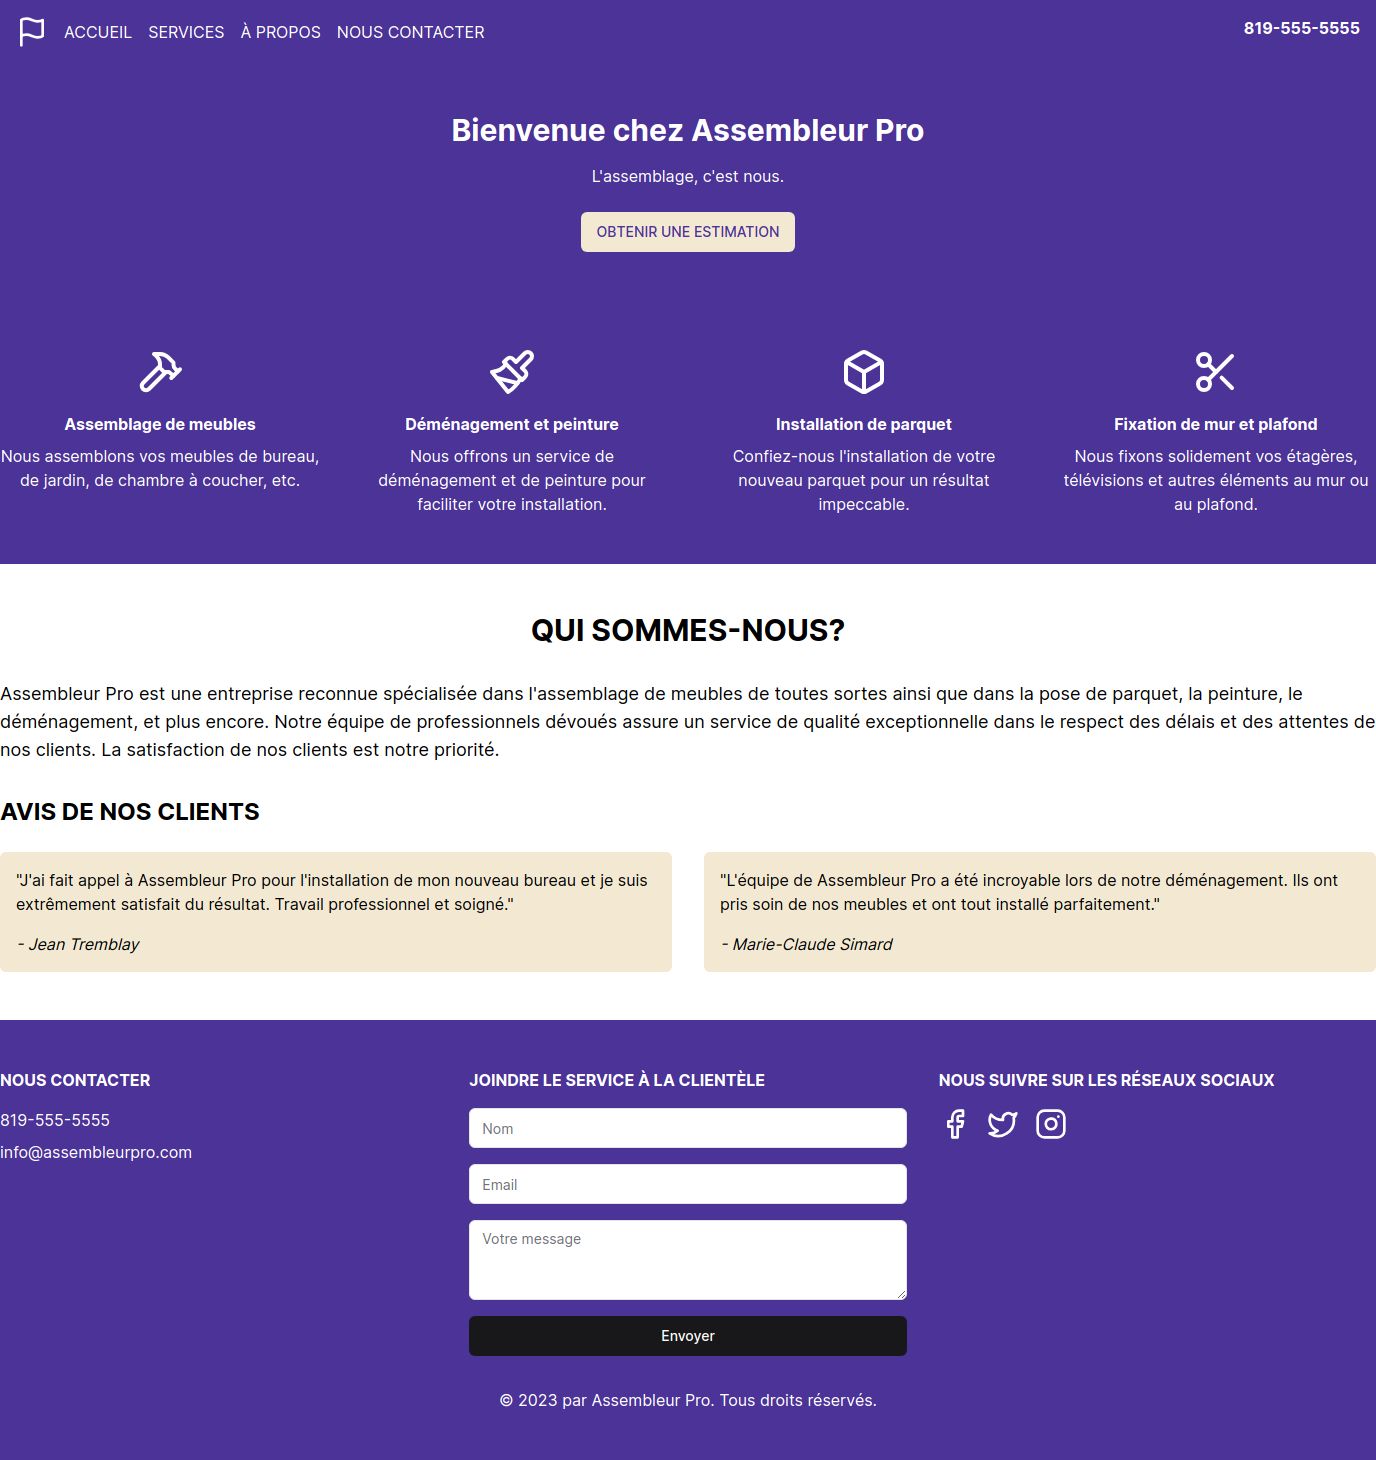 ACCUEIL SERVICES À PROPOS NOUS CONTACTER
819-555-5555
Bienvenue chez Assembleur Pro
L'assemblage, c'est nous.
OBTENIR UNE ESTIMATION
Assemblage de meubles
Nous assemblons vos meubles de bureau,
de jardin, de chambre à coucher, etc.
Déménagement et peinture
Nous offrons un service de
déménagement et de peinture pour
faciliter votre installation.
Installation de parquet
Confiez-nous l'installation de votre
nouveau parquet pour un résultat
impeccable.
Fixation de mur et plafond
Nous fixons solidement vos étagères,
télévisions et autres éléments au mur ou
au plafond.
QUI SOMMES-NOUS?
Assembleur Pro est une entreprise reconnue spécialisée dans l'assemblage de meubles de toutes sortes ainsi que dans la pose de parquet, la peinture, le
déménagement, et plus encore. Notre équipe de professionnels dévoués assure un service de qualité exceptionnelle dans le respect des délais et des attentes de
nos clients. La satisfaction de nos clients est notre priorité.
AVIS DE NOS CLIENTS
"J'ai fait appel à Assembleur Pro pour l'installation de mon nouveau bureau et je suis
extrêmement satisfait du résultat. Travail professionnel et soigné."
- Jean Tremblay
"L'équipe de Assembleur Pro a été incroyable lors de notre déménagement. Ils ont
pris soin de nos meubles et ont tout installé parfaitement."
- Marie-Claude Simard
NOUS CONTACTER
819-555-5555
info@assembleurpro.com
JOINDRE LE SERVICE À LA CLIENTÈLE
Nom
Email
Votre message
Envoyer
NOUS SUIVRE SUR LES RÉSEAUX SOCIAUX
© 2023 par Assembleur Pro. Tous droits réservés.